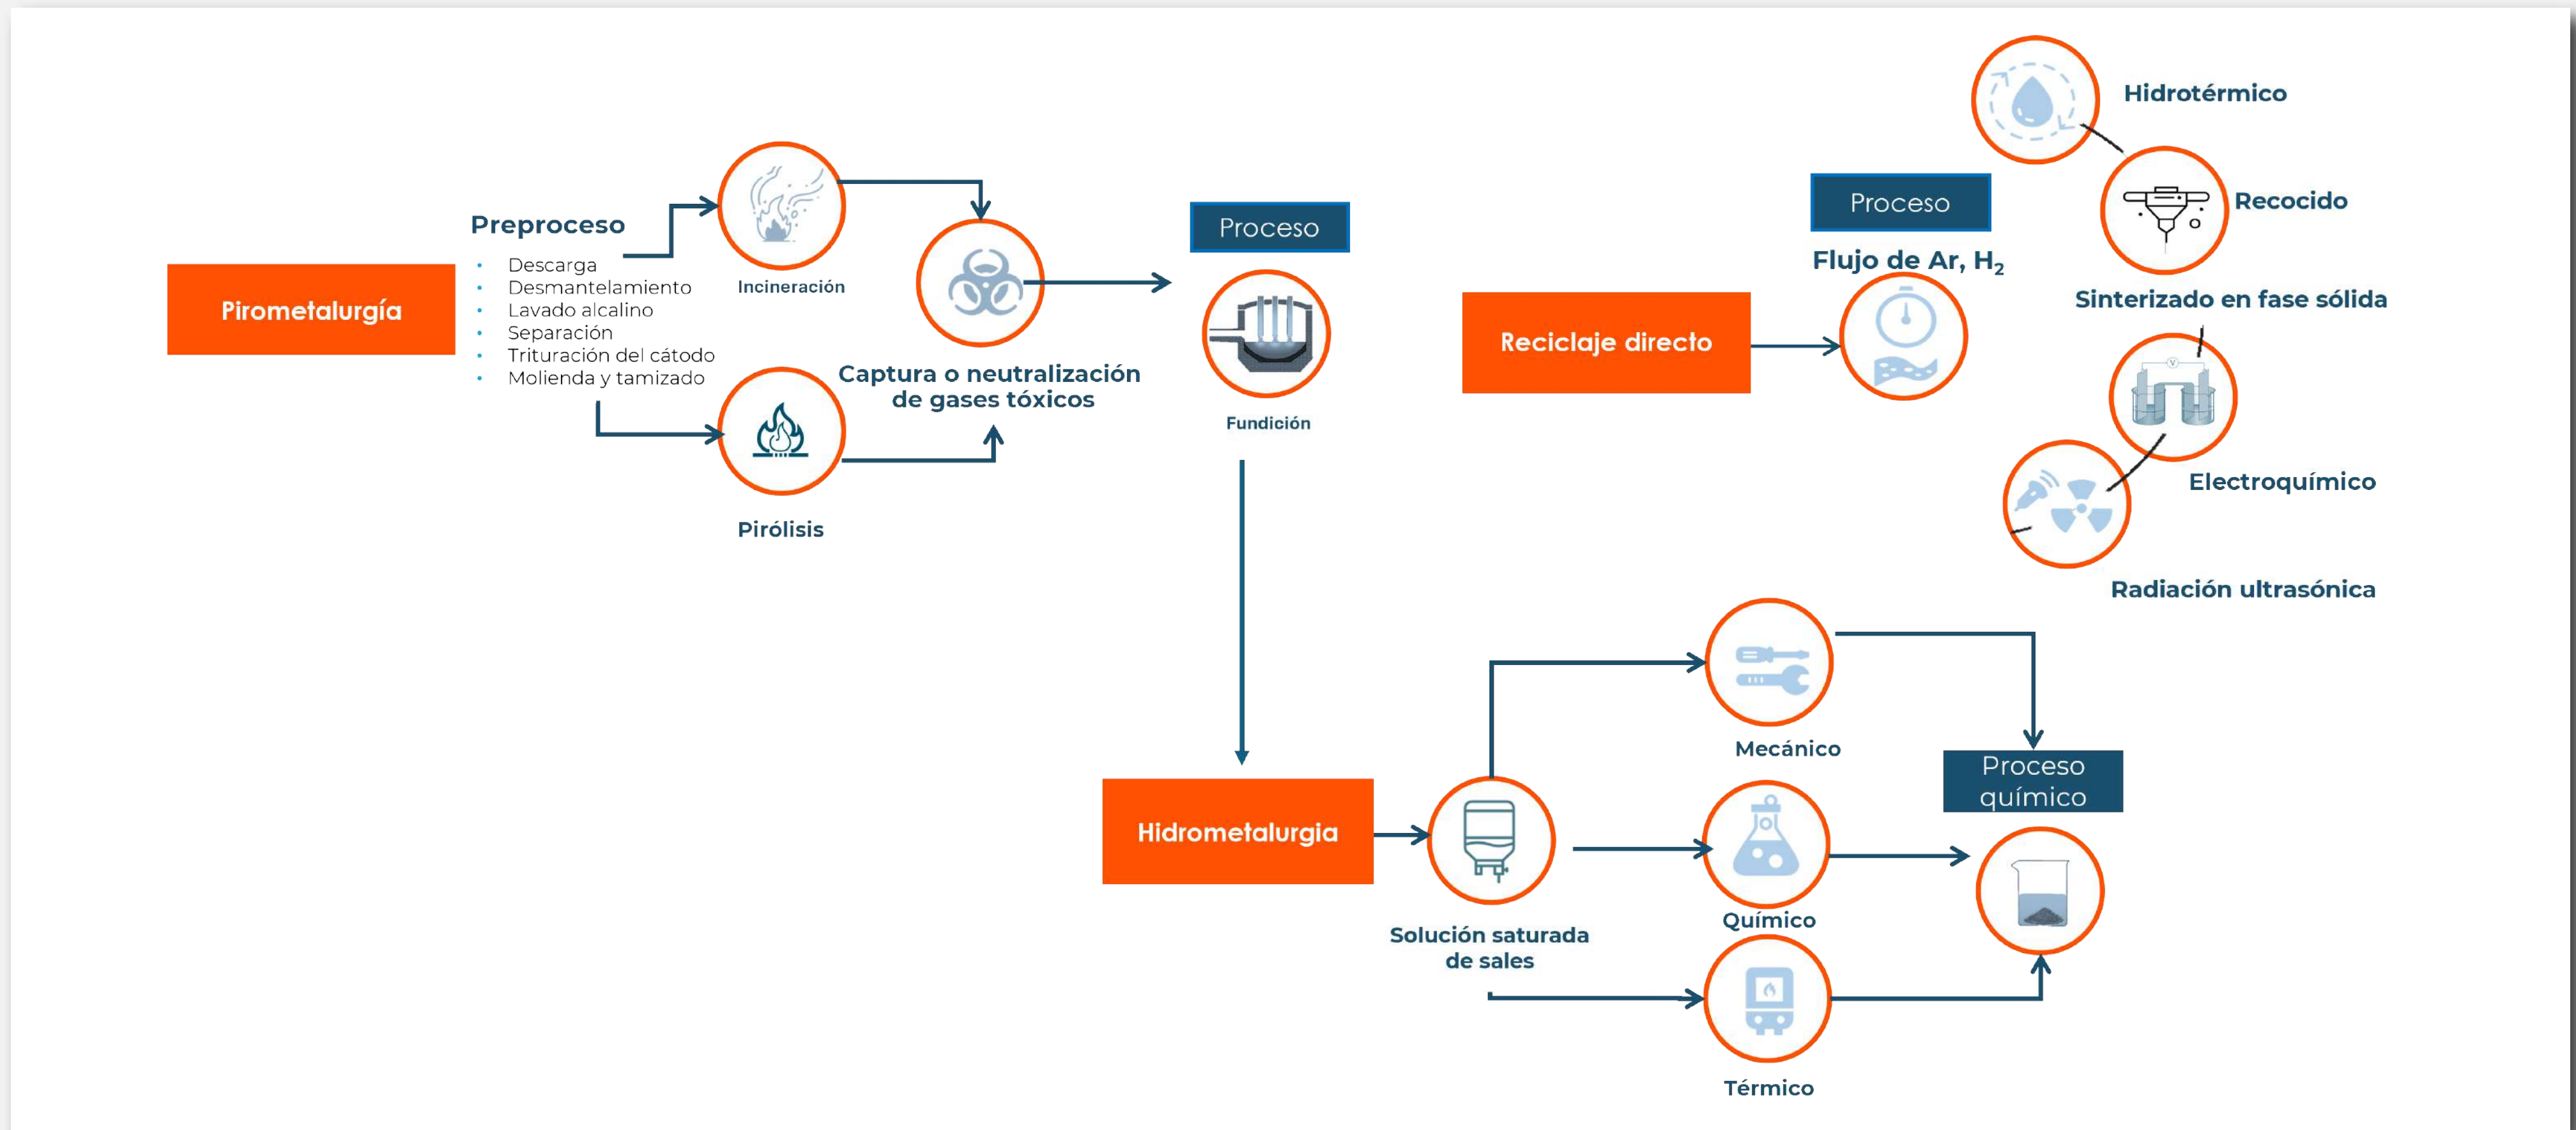 Pirometalurgía
Preproceso
• Descarga
• Desmantelamiento
• Lavado alcalino
• Separación
• Trituración del cátodo
• Molienda y tamizado
Incineración
Pirólisis
Captura o neutralización
de gases tóxicos
Proceso
Fundición
Reciclaje directo
Proceso
Flujo de Ar, H₂
Hidrotérmico
Recocido
Sinterizado en fase sólida
V
Electroquímico
Radiación ultrasónica
Hidrometalurgia
Solución saturada
de sales
Mecánico
Químico
Térmico
Proceso
químico